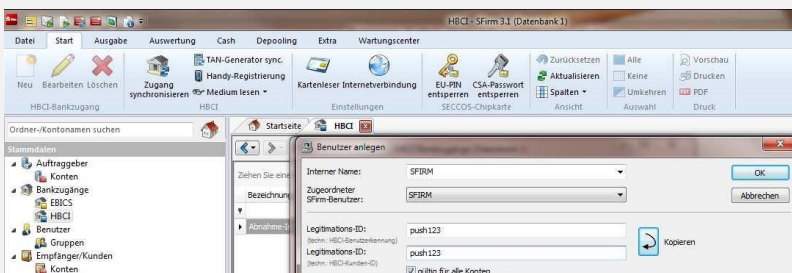 HBCI - SFirm 3.1 (Datenbank 1)
Datei Start Ausgabe Auswertung Cash Depooling Extra Wartungscenter
Neu Bearbeiten Löschen
HBCI-Bankzugang
Zugang synchronisieren
TAN-Generator sync.
Handy-Registrierung
Medium lesen
HBCI
Kartenleser Internetverbindung
Einstellungen
EU-PIN entsperren
CSA-Passwort entsperren
SECCOS-Chipkarte
Zurücksetzen
Aktualisieren
Spalten
Ansicht
Alle
Keine
Umkehren
Auswahl
Vorschau
Drucken
PDF
Druck
Ordner-/Kontonamen suchen
Startseite HBCI
Stammdaten
Auftraggeber
Konten
Bankzugänge
EBICS
HBCI
Benutzer
Gruppen
Empfänger/Kunden
Konten
Ziehen Sie eine
Bezeichnung
Benutzer anlegen
Interner Name: SFIRM
OK
Zugeordneter
SFirm-Benutzer: SFIRM
Abbrechen
Legitimations-ID: push123
(techn.: HBCI-Benutzerkennung)
Kopieren
Legitimations-ID: push123
(techn.: HBCI-Kunden-ID)
gültig für alle Konten